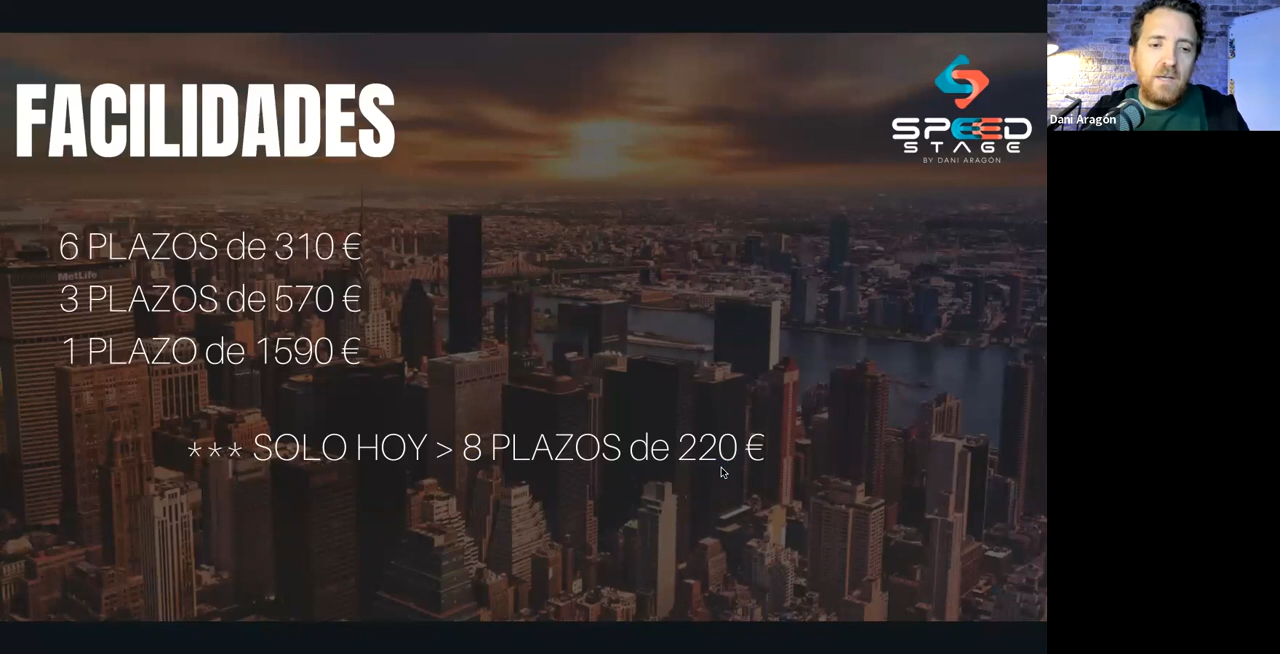 FACILIDADES
SPEED
STAGE
BY DANI ARAGÓN
Dani Aragón
6 PLAZOS de 310 €
MetLife
3 PLAZOS de 570 €
1 PLAZO de 1590 €
*** SOLO HOY > 8 PLAZOS de 220 €